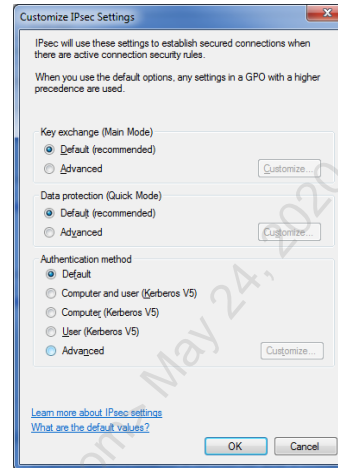 Customize IPsec Settings
IPsec will use these settings to establish secured connections when
there are active connection security rules.
When you use the default options, any settings in a GPO with a higher
precedence are used.
Key exchange (Main Mode)
Default (recommended)
Advanced
Customize...
Data protection (Quick Mode)
Default (recommended)
Advanced
Customize...
Authentication method
Default
Computer and user (Kerberos V5)
Computer (Kerberos V5)
User (Kerberos V5)
Advanced
Customize...
Learn more about IPsec settings
What are the default values?
OK
Cancel
May 24, 2020